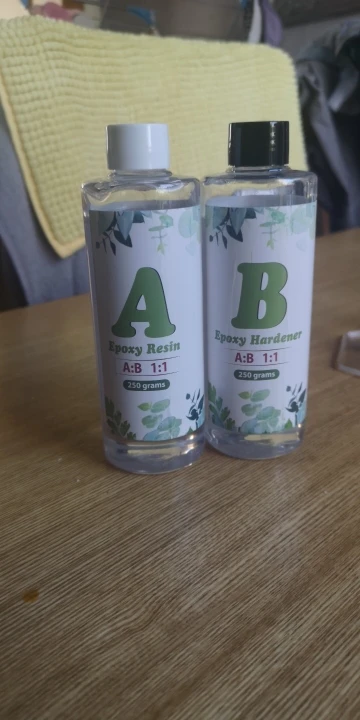 A
Epoxy Resin
A:B 1:1
250 grams
B
Epoxy Hardener
A:B 1:1
250 grams